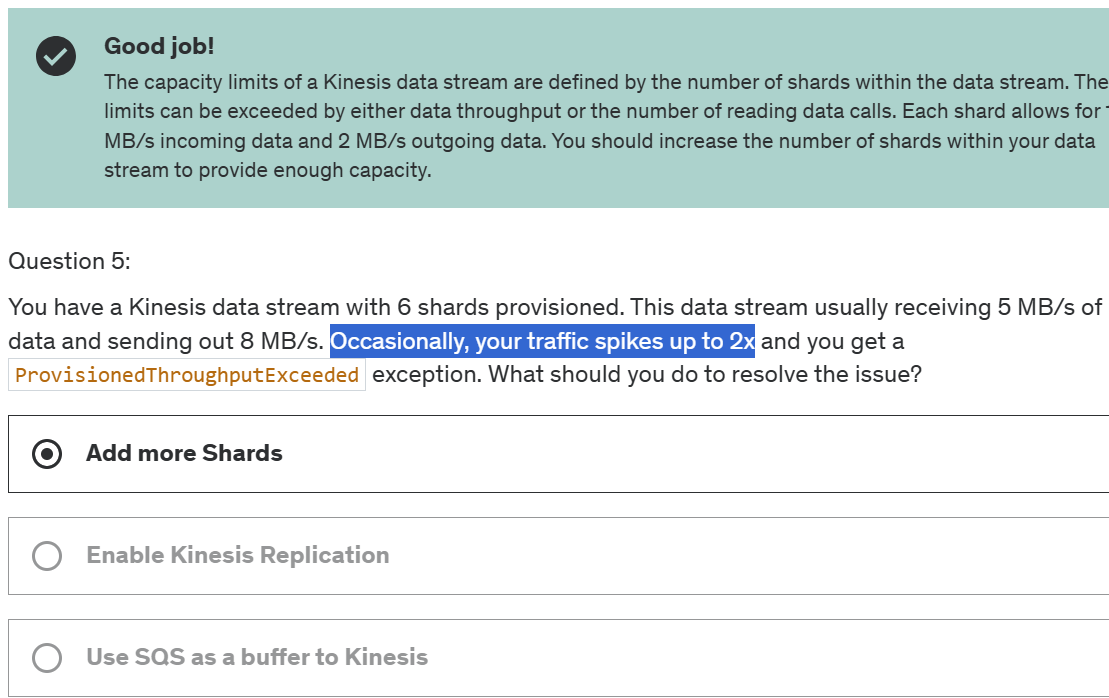 Good job!
The capacity limits of a Kinesis data stream are defined by the number of shards within the data stream. The
limits can be exceeded by either data throughput or the number of reading data calls. Each shard allows for
MB/s incoming data and 2 MB/s outgoing data. You should increase the number of shards within your data
stream to provide enough capacity.
Question 5:
You have a Kinesis data stream with 6 shards provisioned. This data stream usually receiving 5 MB/s of
data and sending out 8 MB/s. Occasionally, your traffic spikes up to 2x and you get a
ProvisionedThroughputExceeded exception. What should you do to resolve the issue?
Add more Shards
Enable Kinesis Replication
Use SQS as a buffer to Kinesis